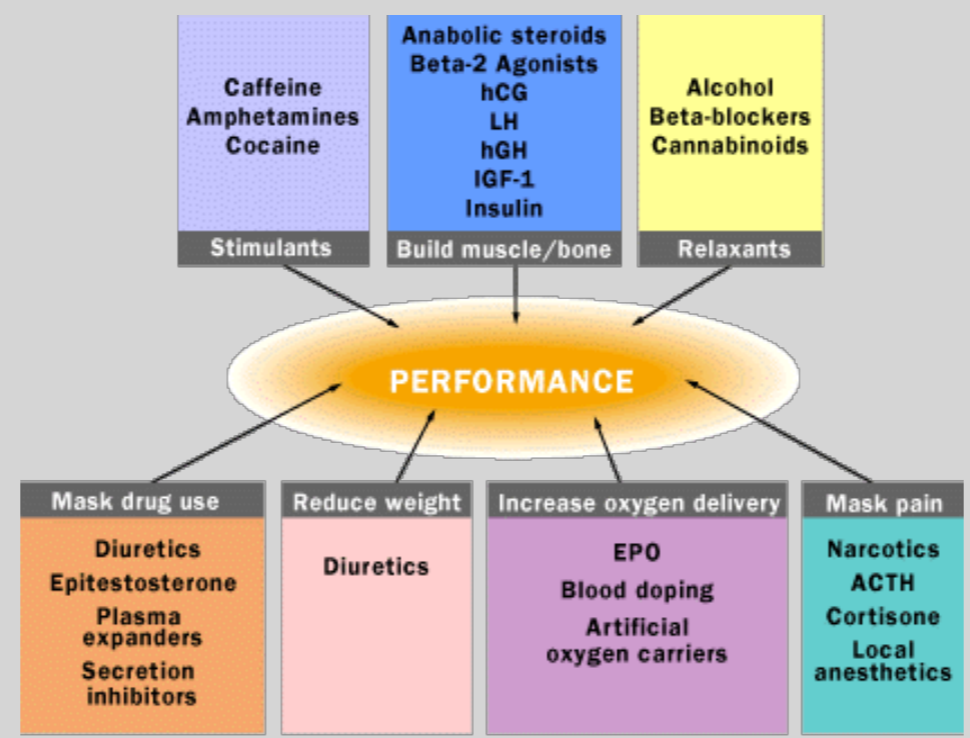 Caffeine
Amphetamines
Cocaine
Stimulants
Anabolic steroids
Beta-2 Agonists
hCG
LH
hGH
IGF-1
Insulin
Build muscle/bone
Alcohol
Beta-blockers
Cannabinoids
Relaxants
PERFORMANCE
Mask drug use
Diuretics
Epitestosterone
Plasma
expanders
Secretion
inhibitors
Reduce weight
Diuretics
Increase oxygen delivery
EPO
Blood doping
Artificial
oxygen carriers
Mask pain
Narcotics
ACTH
Cortisone
Local
anesthetics